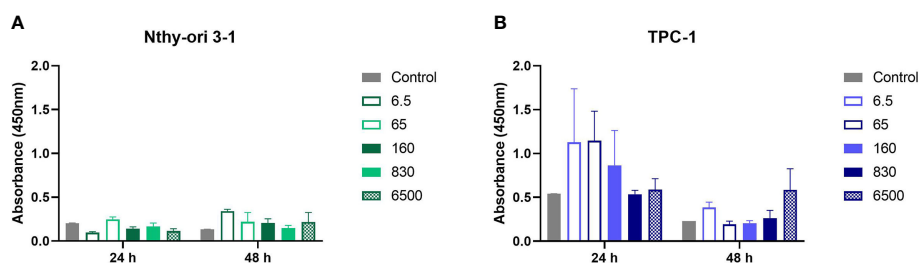 A
Nthy-ori 3-1
Absorbance (450nm)
2.0
1.5
1.0
0.5
0.0
24 h
48 h
Control
6.5
65
160
830
6500
B
TPC-1
Absorbance (450nm)
2.0
1.5
1.0
0.5
0.0
24 h
48 h
Control
6.5
65
160
830
6500